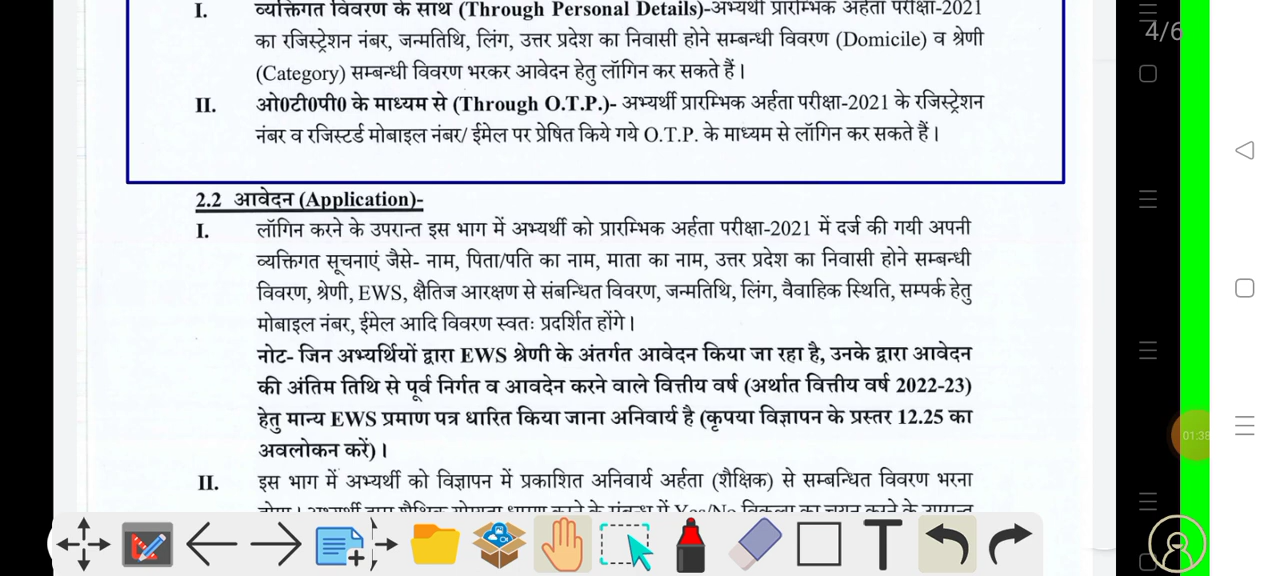 4/6
I. व्यक्तिगत विवरण के साथ (Through Personal Details)-अभ्यर्थी प्रारम्भिक अर्हता परीक्षा-2021
का रजिस्ट्रेशन नंबर, जन्मतिथि, लिंग, उत्तर प्रदेश का निवासी होने सम्बन्धी विवरण (Domicile) व श्रेणी
(Category) सम्बन्धी विवरण भरकर आवेदन हेतु लॉगिन कर सकते हैं।
II. ओ0टी0पी0 के माध्यम से (Through O.T.P.)- अभ्यर्थी प्रारम्भिक अर्हता परीक्षा-2021 के रजिस्ट्रेशन
नंबर व रजिस्टर्ड मोबाइल नंबर/ ईमेल पर प्रेषित किये गये O.T.P. के माध्यम से लॉगिन कर सकते हैं।
2.2 आवेदन (Application)-
I. लॉगिन करने के उपरान्त इस भाग में अभ्यर्थी को प्रारम्भिक अर्हता परीक्षा-2021 में दर्ज की गयी अपनी
व्यक्तिगत सूचनाएं जैसे- नाम, पिता/पति का नाम, माता का नाम, उत्तर प्रदेश का निवासी होने सम्बन्धी
विवरण, श्रेणी, EWS, क्षैतिज आरक्षण से संबन्धित विवरण, जन्मतिथि, लिंग, वैवाहिक स्थिति, सम्पर्क हेतु
मोबाइल नंबर, ईमेल आदि विवरण स्वतः प्रदर्शित होंगे।
नोट- जिन अभ्यर्थियों द्वारा EWS श्रेणी के अंतर्गत आवेदन किया जा रहा है, उनके द्वारा आवेदन
की अंतिम तिथि से पूर्व निर्गत व आवदेन करने वाले वित्तीय वर्ष (अर्थात वित्तीय वर्ष 2022-23)
हेतु मान्य EWS प्रमाण पत्र धारित किया जाना अनिवार्य है (कृपया विज्ञापन के प्रस्तर 12.25 का
अवलोकन करें)।
01:38
II. इस भाग में अभ्यर्थी को विज्ञापन में प्रकाशित अनिवार्य अर्हता (शैक्षिक) से सम्बन्धित विवरण भरना
T